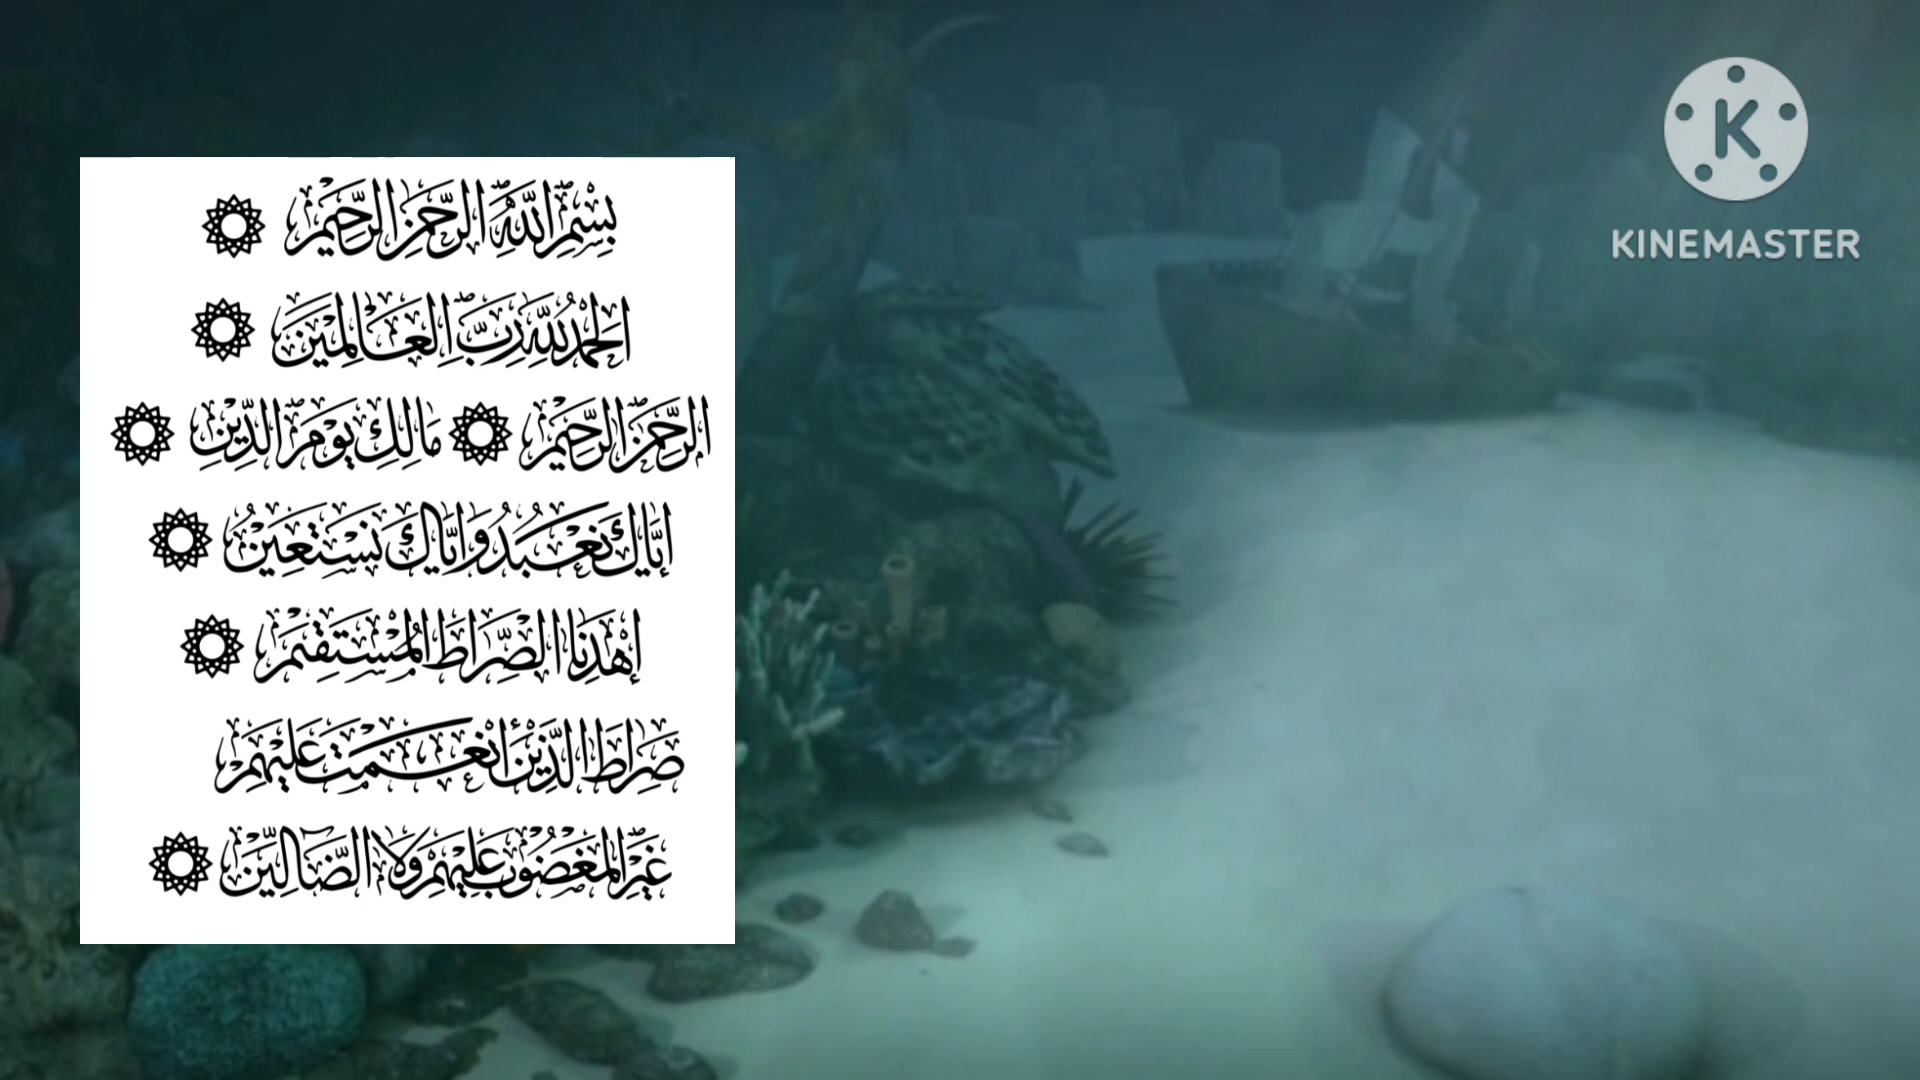 بِسْمِ اللَّهِ الرَّحْمَنِ الرَّحِيمِ
الْحَمْدُ لِلَّهِ رَبِّ الْعَالَمِينَ
الرَّحْمَنِ الرَّحِيمِ مَالِكِ يَوْمِ الدِّينِ
إِيَّاكَ نَعْبُدُ وَإِيَّاكَ نَسْتَعِينُ
إِهْدِنَا الصِّرَاطَ الْمُسْتَقِيمَ
صِرَاطَ الَّذِينَ أَنْعَمْتَ عَلَيْهِمْ
غَيْرِ الْمَغْضُوبِ عَلَيْهِمْ وَلَا الضَّالِّينَ
K
KINEMASTER